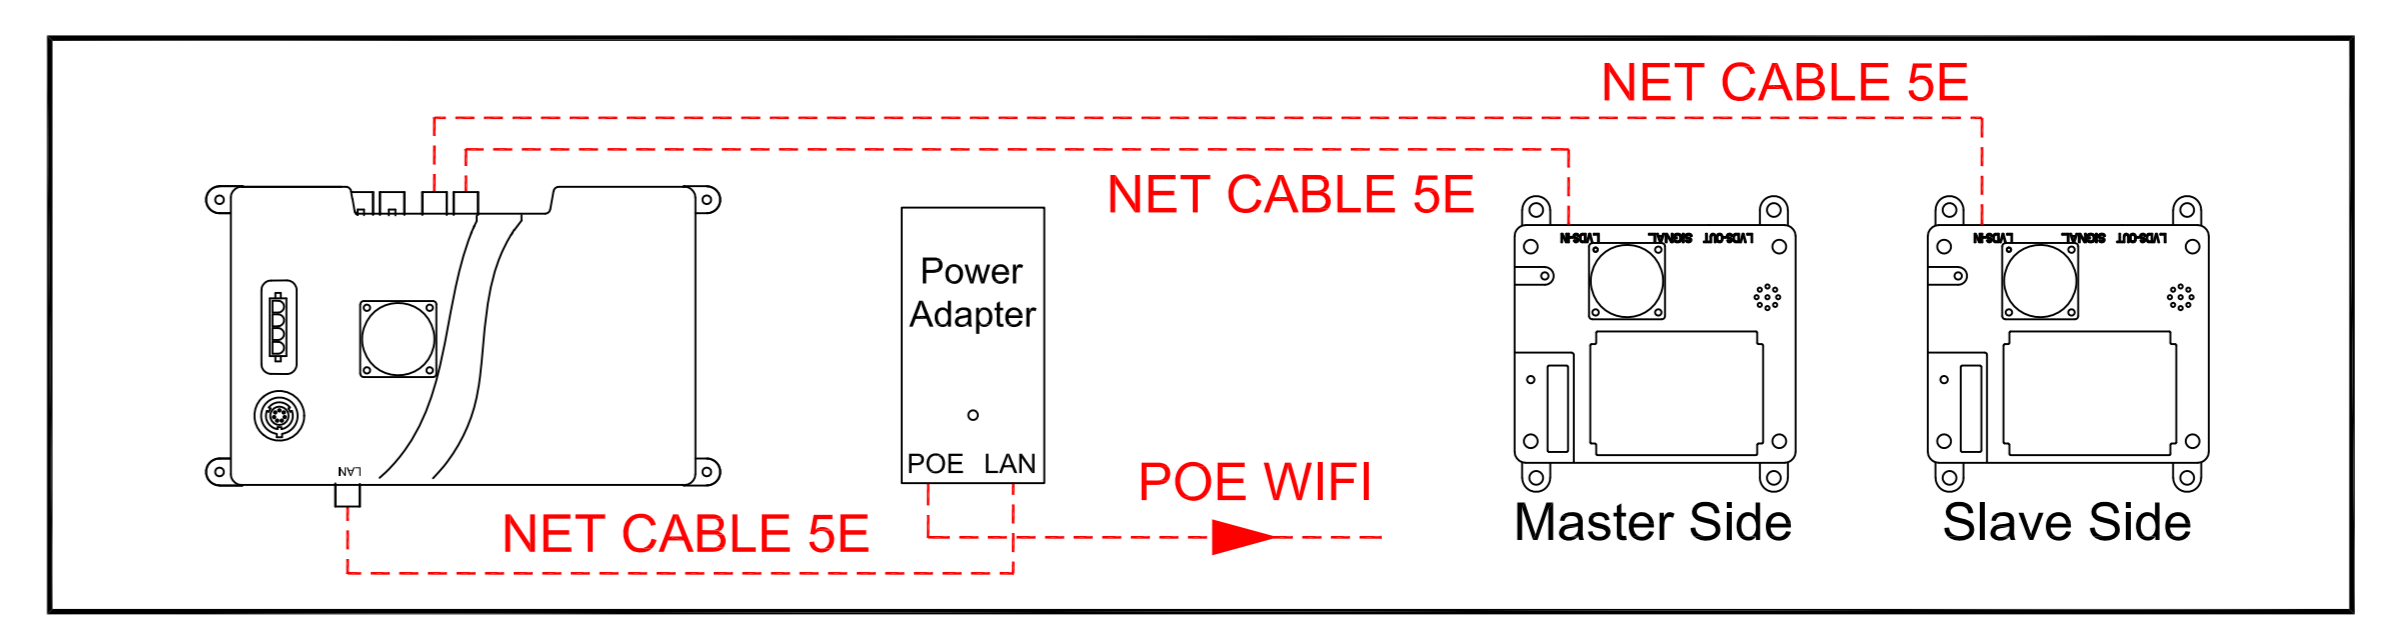 NET CABLE 5E
NET CABLE 5E
LVDS-IN
SIGNAL
LVDS-OUT
LVDS-IN
SIGNAL
LVDS-OUT
Power
Adapter
LAN
POE LAN
POE WIFI
NET CABLE 5E
Master Side
Slave Side